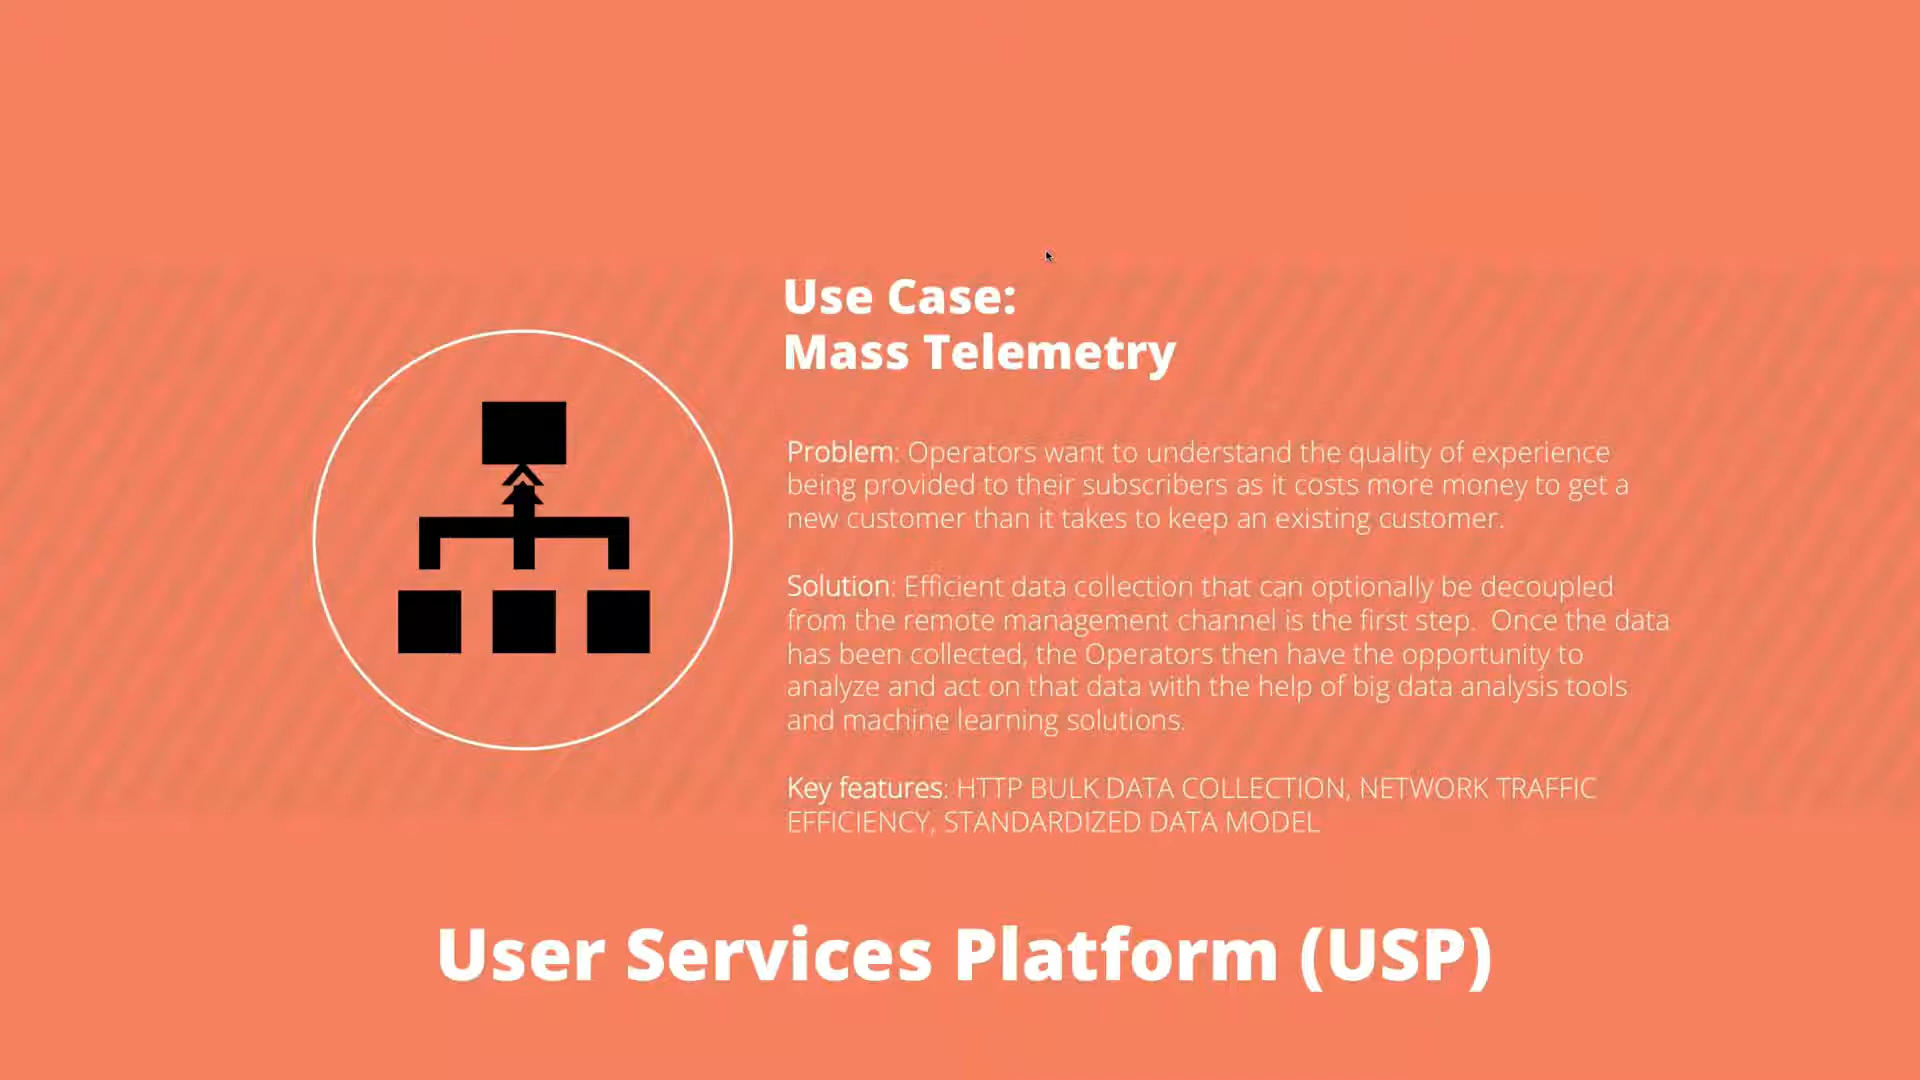 Use Case:
Mass Telemetry
Problem: Operators want to understand the quality of experience
being provided to their subscribers as it costs more money to get a
new customer than it takes to keep an existing customer.
Solution: Efficient data collection that can optionally be decoupled
from the remote management channel is the first step.  Once the data
has been collected, the Operators then have the opportunity to
analyze and act on that data with the help of big data analysis tools
and machine learning solutions.
Key features: HTTP BULK DATA COLLECTION, NETWORK TRAFFIC
EFFICIENCY, STANDARDIZED DATA MODEL
User Services Platform (USP)